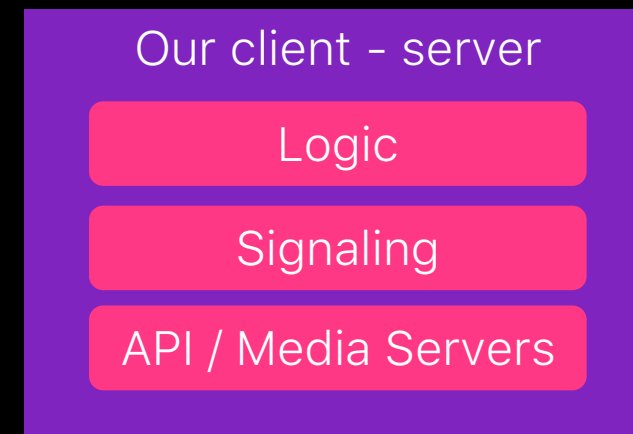 Our client - server
Logic
Signaling
API / Media Servers